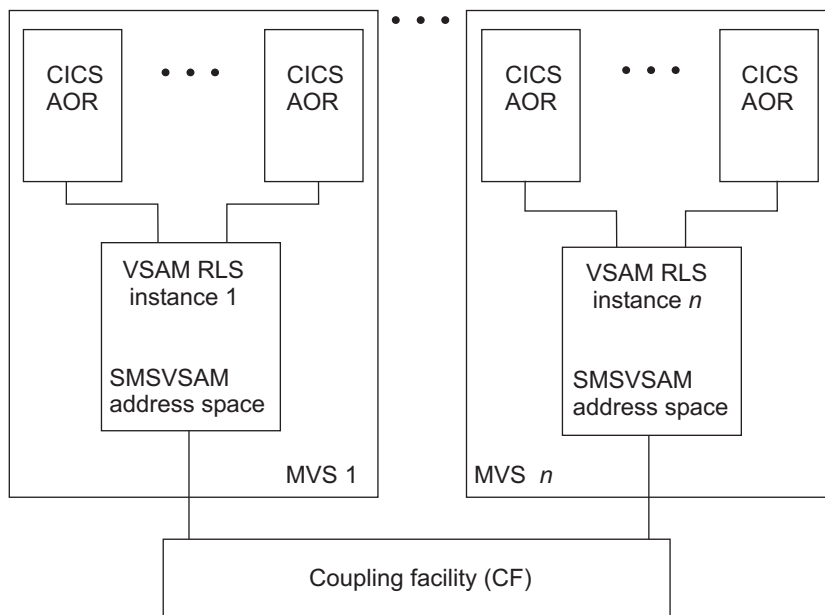 CICS
AOR
CICS
AOR
CICS
AOR
CICS
AOR
VSAM RLS
instance 1
VSAM RLS
instance n
SMSVSAM
address space
SMSVSAM
address space
MVS 1
MVS n
Coupling facility (CF)